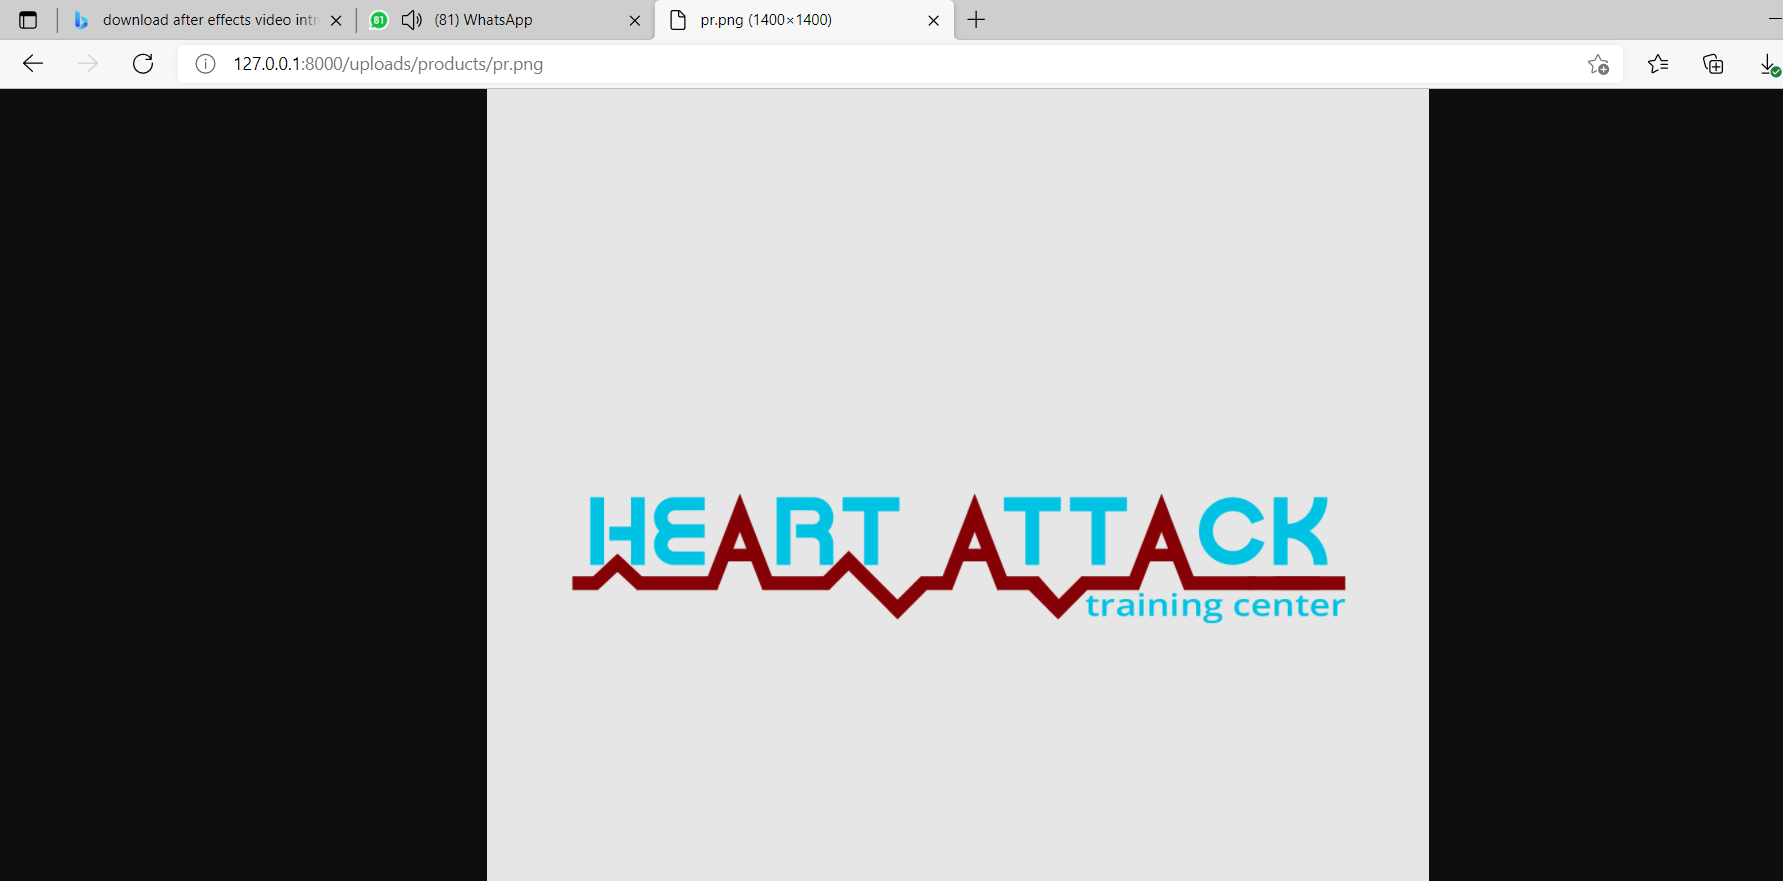 download after effects video intr
81
(81) WhatsApp
pr.png (1400×1400)
127.0.0.1:8000/uploads/products/pr.png
HEART ATTACK
training center